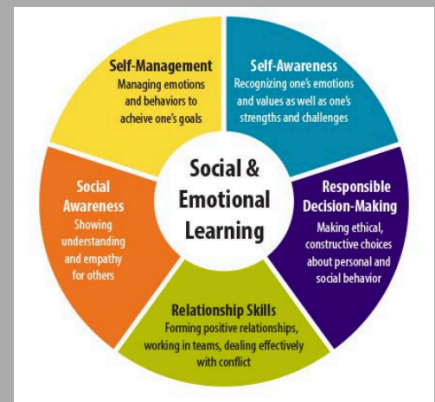 Self-Management
Managing emotions
and behaviors to
acheive one's goals
Self-Awareness
Recognizing one's emotions
and values as well as one's
strengths and challenges
Social
Awareness
Showing
understanding
and empathy
for others
Social &
Emotional
Learning
Responsible
Decision-Making
Making ethical,
constructive choices
about personal and
social behavior
Relationship Skills
Forming positive relationships,
working in teams, dealing effectively
with conflict